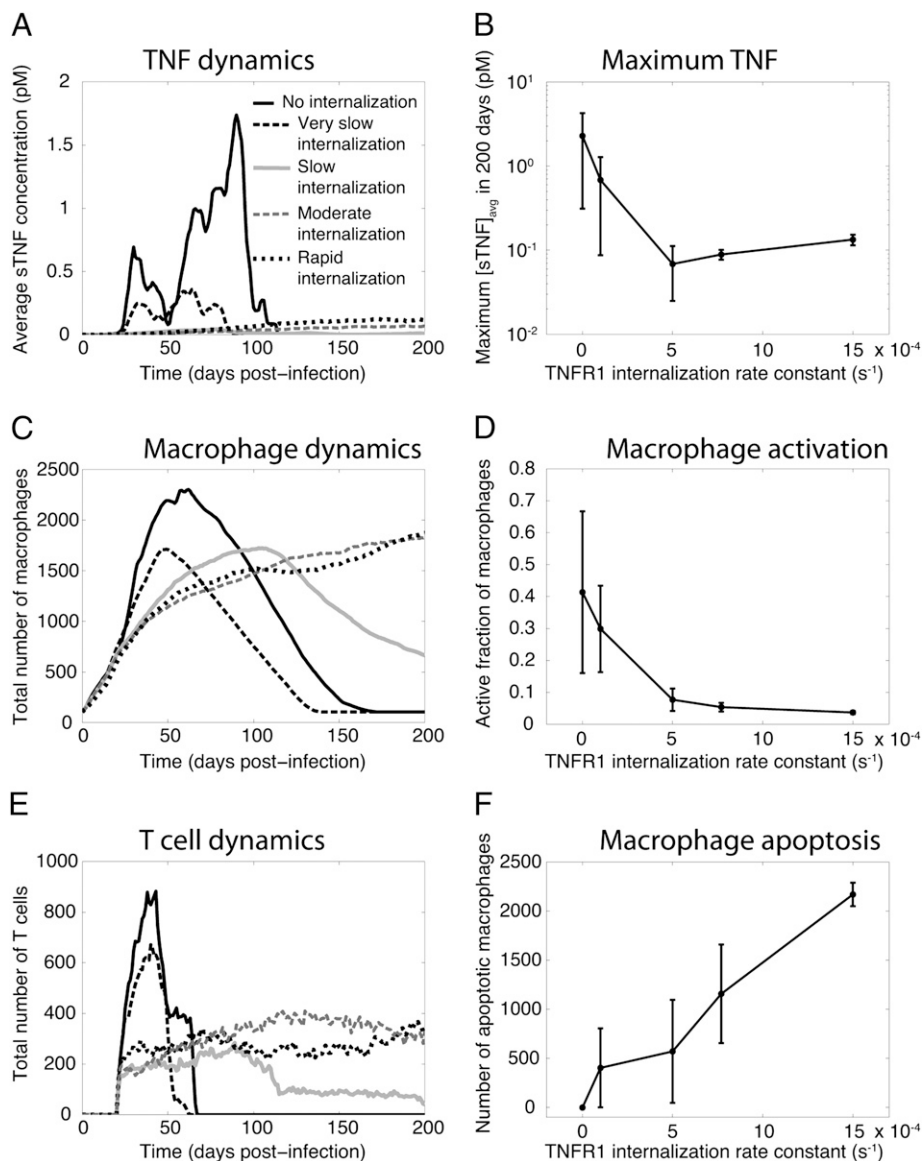 A
TNF dynamics
Average sTNF concentration (pM)
2
1.5
1
0.5
0
No internalization
Very slow
internalization
Slow
internalization
Moderate
internalization
Rapid
internalization
0 50 100 150 200
Time (days post–infection)
B
Maximum TNF
Maximum [sTNF]avg in 200 days (pM)
10^1
10^0
10^-1
10^-2
0 5 10 15 x 10^-4
TNFR1 internalization rate constant (s^-1)
C
Macrophage dynamics
Total number of macrophages
2500
2000
1500
1000
500
0
0 50 100 150 200
Time (days post–infection)
D
Macrophage activation
Active fraction of macrophages
0.8
0.7
0.6
0.5
0.4
0.3
0.2
0.1
0
0 5 10 15 x 10^-4
TNFR1 internalization rate constant (s^-1)
E
T cell dynamics
Total number of T cells
1000
800
600
400
200
0
0 50 100 150 200
Time (days post–infection)
F
Macrophage apoptosis
Number of apoptotic macrophages
2500
2000
1500
1000
500
0
0 5 10 15 x 10^-4
TNFR1 internalization rate constant (s^-1)